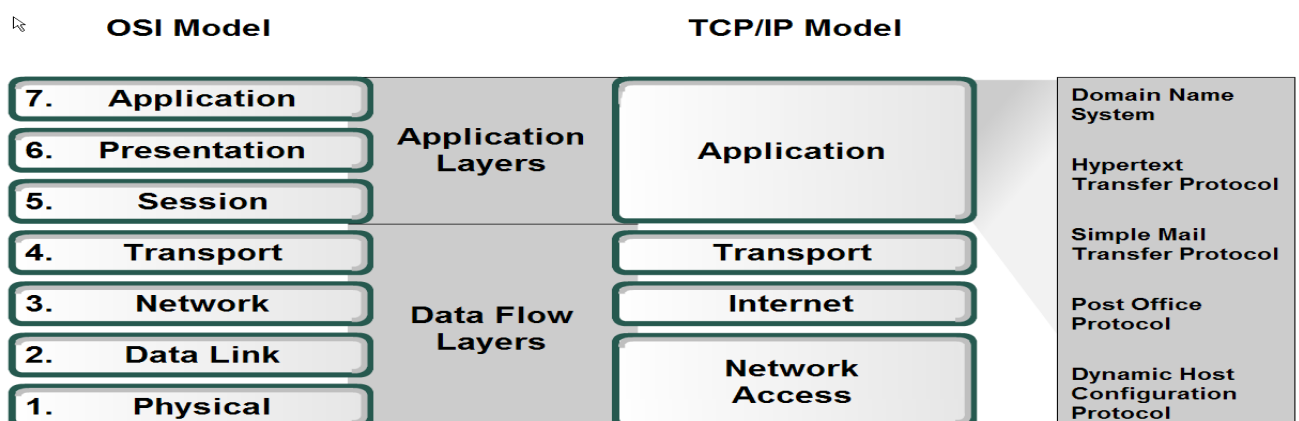 OSI Model
TCP/IP Model
7. Application
6. Presentation
5. Session
4. Transport
3. Network
2. Data Link
1. Physical
Application
Layers
Data Flow
Layers
Application
Transport
Internet
Network
Access
Domain Name
System
Hypertext
Transfer Protocol
Simple Mail
Transfer Protocol
Post Office
Protocol
Dynamic Host
Configuration
Protocol